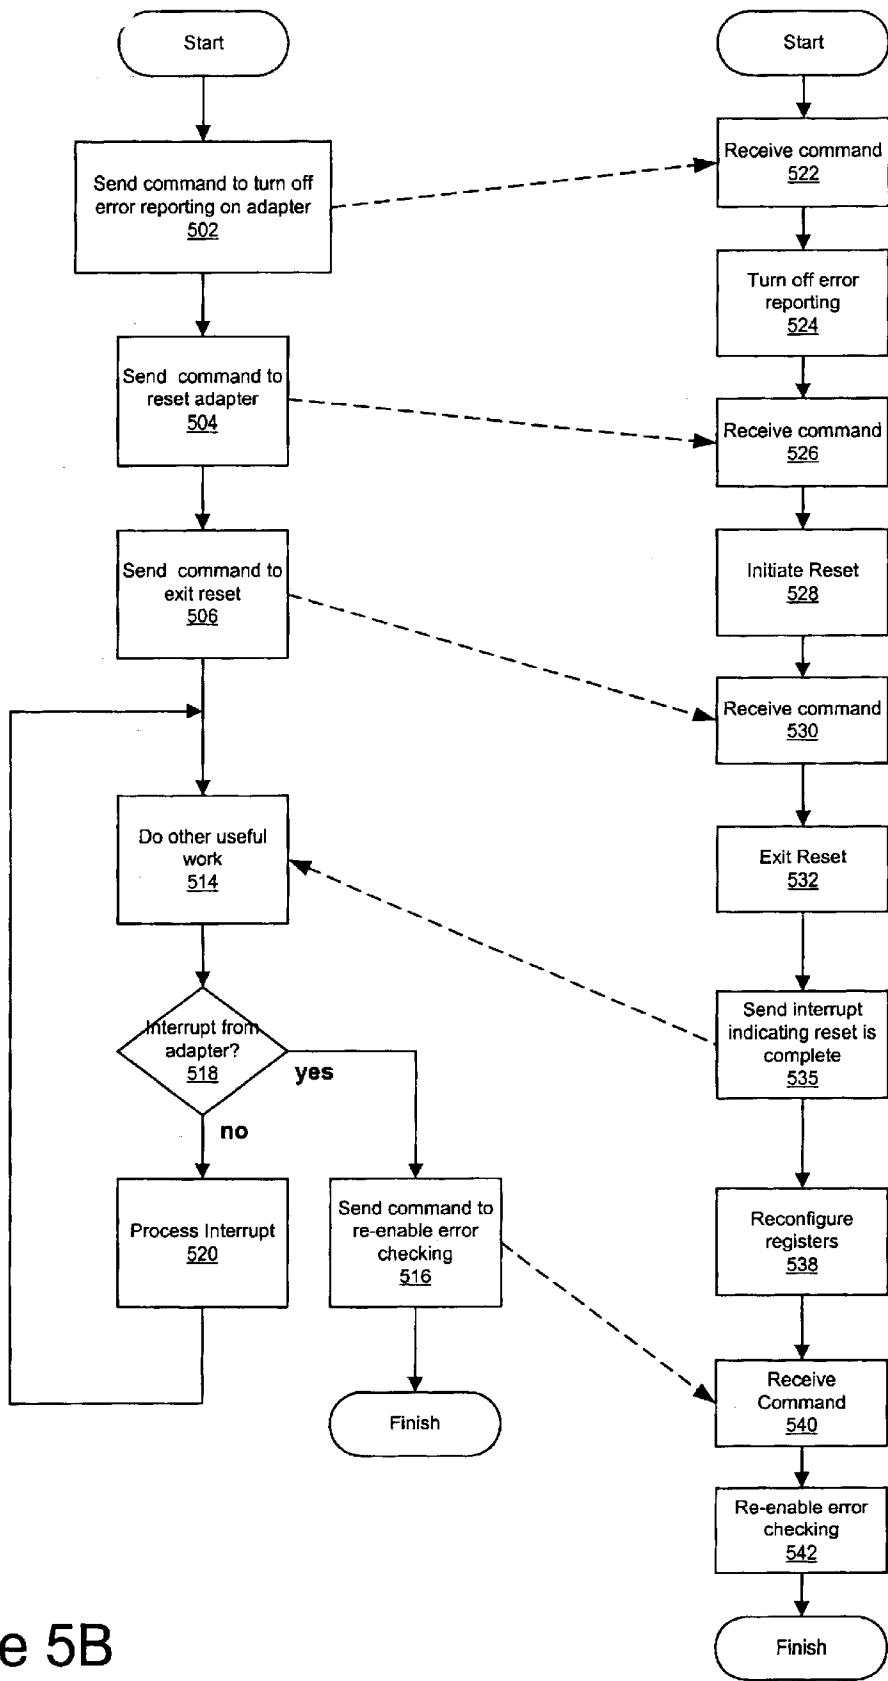 Start
Send command to turn off
error reporting on adapter
502
Send command to
reset adapter
504
Send command to
exit reset
506
Do other useful
work
514
Interrupt from
adapter?
518
yes
no
Process Interrupt
520
Send command to
re-enable error
checking
516
Finish
Start
Receive command
522
Turn off error
reporting
524
Receive command
526
Initiate Reset
528
Receive command
530
Exit Reset
532
Send interrupt
indicating reset is
complete
535
Reconfigure
registers
538
Receive
Command
540
Re-enable error
checking
542
Finish
e 5B